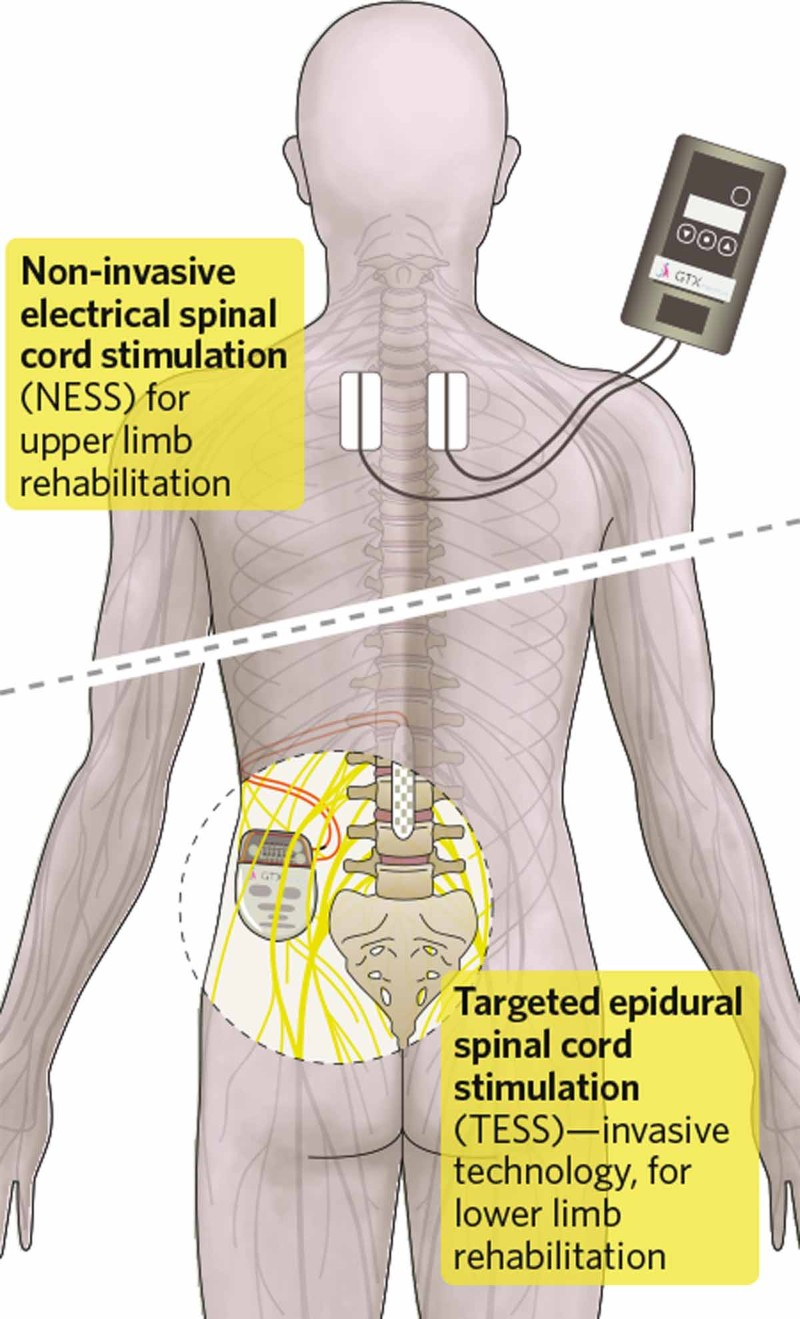 Non-invasive
electrical spinal
cord stimulation
(NESS) for
upper limb
rehabilitation
GTX
GTX
Targeted epidural
spinal cord
stimulation
(TESS)—invasive
technology, for
lower limb
rehabilitation